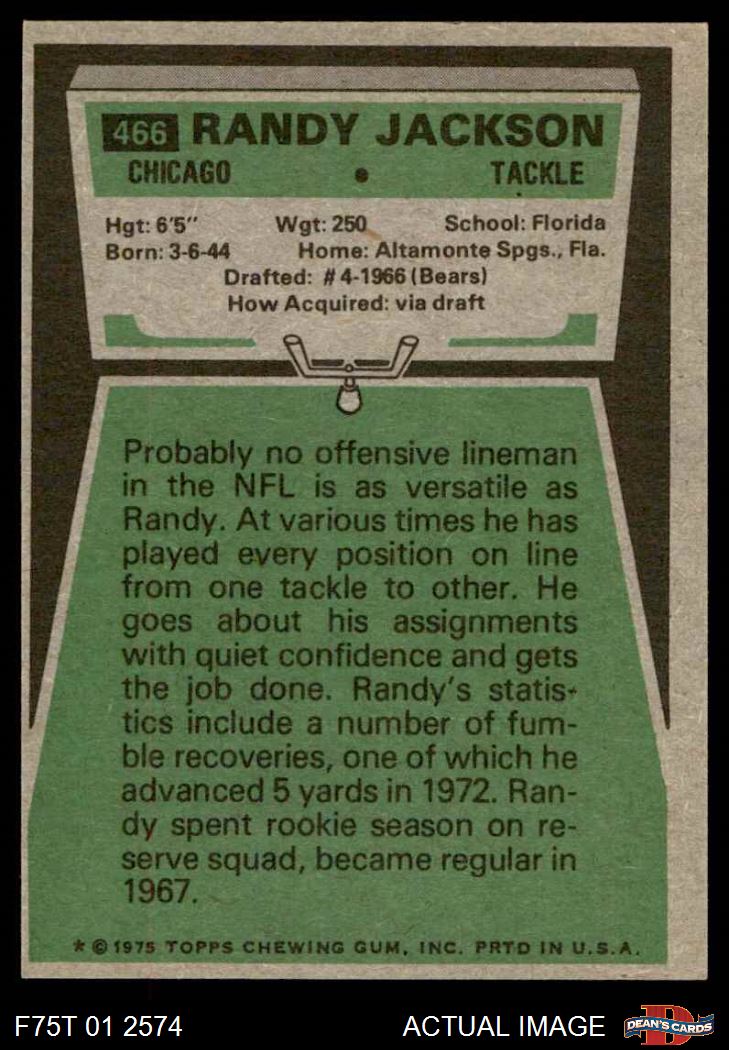 466 RANDY JACKSON
CHICAGO • TACKLE
Hgt: 6'5" Wgt: 250 School: Florida
Born: 3-6-44 Home: Altamonte Spgs., Fla.
Drafted: #4-1966 (Bears)
How Acquired: via draft
Probably no offensive lineman
in the NFL is as versatile as
Randy. At various times he has
played every position on line
from one tackle to other. He
goes about his assignments
with quiet confidence and gets
the job done. Randy's statis-
tics include a number of fum-
ble recoveries, one of which he
advanced 5 yards in 1972. Ran-
dy spent rookie season on re-
serve squad, became regular in
1967.
* © 1975 TOPPS CHEWING GUM, INC. PRTD IN U.S.A.
F75T 01 2574 ACTUAL IMAGE D DEAN'S CARDS